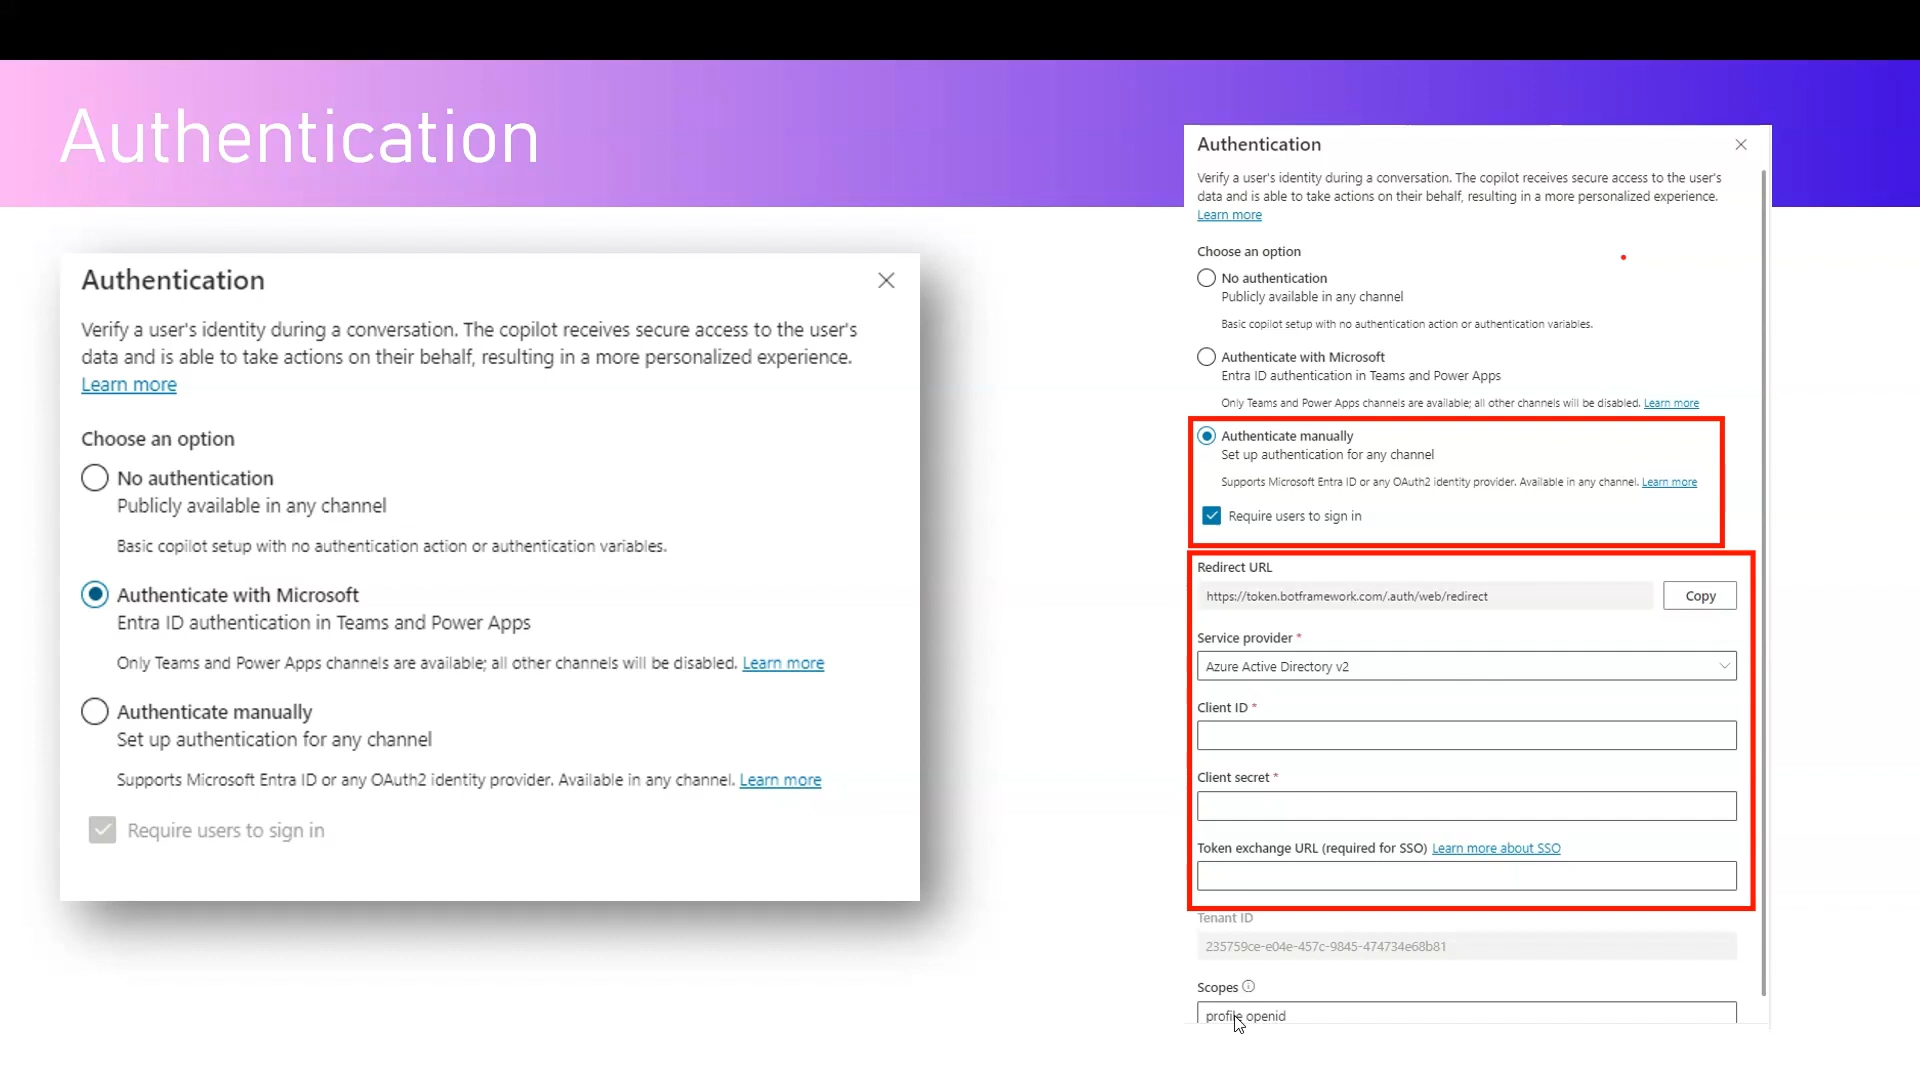 Authentication
Authentication
Verify a user's identity during a conversation. The copilot receives secure access to the user's
data and is able to take actions on their behalf, resulting in a more personalized experience.
Learn more
Choose an option
No authentication
Publicly available in any channel
Basic copilot setup with no authentication action or authentication variables.
Authenticate with Microsoft
Entra ID authentication in Teams and Power Apps
Only Teams and Power Apps channels are available; all other channels will be disabled. Learn more
Authenticate manually
Set up authentication for any channel
Supports Microsoft Entra ID or any OAuth2 identity provider. Available in any channel. Learn more
Require users to sign in
Authentication
Verify a user's identity during a conversation. The copilot receives secure access to the user's
data and is able to take actions on their behalf, resulting in a more personalized experience.
Learn more
Choose an option
No authentication
Publicly available in any channel
Basic copilot setup with no authentication action or authentication variables.
Authenticate with Microsoft
Entra ID authentication in Teams and Power Apps
Only Teams and Power Apps channels are available; all other channels will be disabled. Learn more
Authenticate manually
Set up authentication for any channel
Supports Microsoft Entra ID or any OAuth2 identity provider. Available in any channel. Learn more
Require users to sign in
Redirect URL
https://token.botframework.com/.auth/web/redirect Copy
Service provider *
Azure Active Directory v2
Client ID *
Client secret *
Token exchange URL (required for SSO) Learn more about SSO
Tenant ID
235759ce-e04e-457c-9845-474734e68b81
Scopes
profile openid